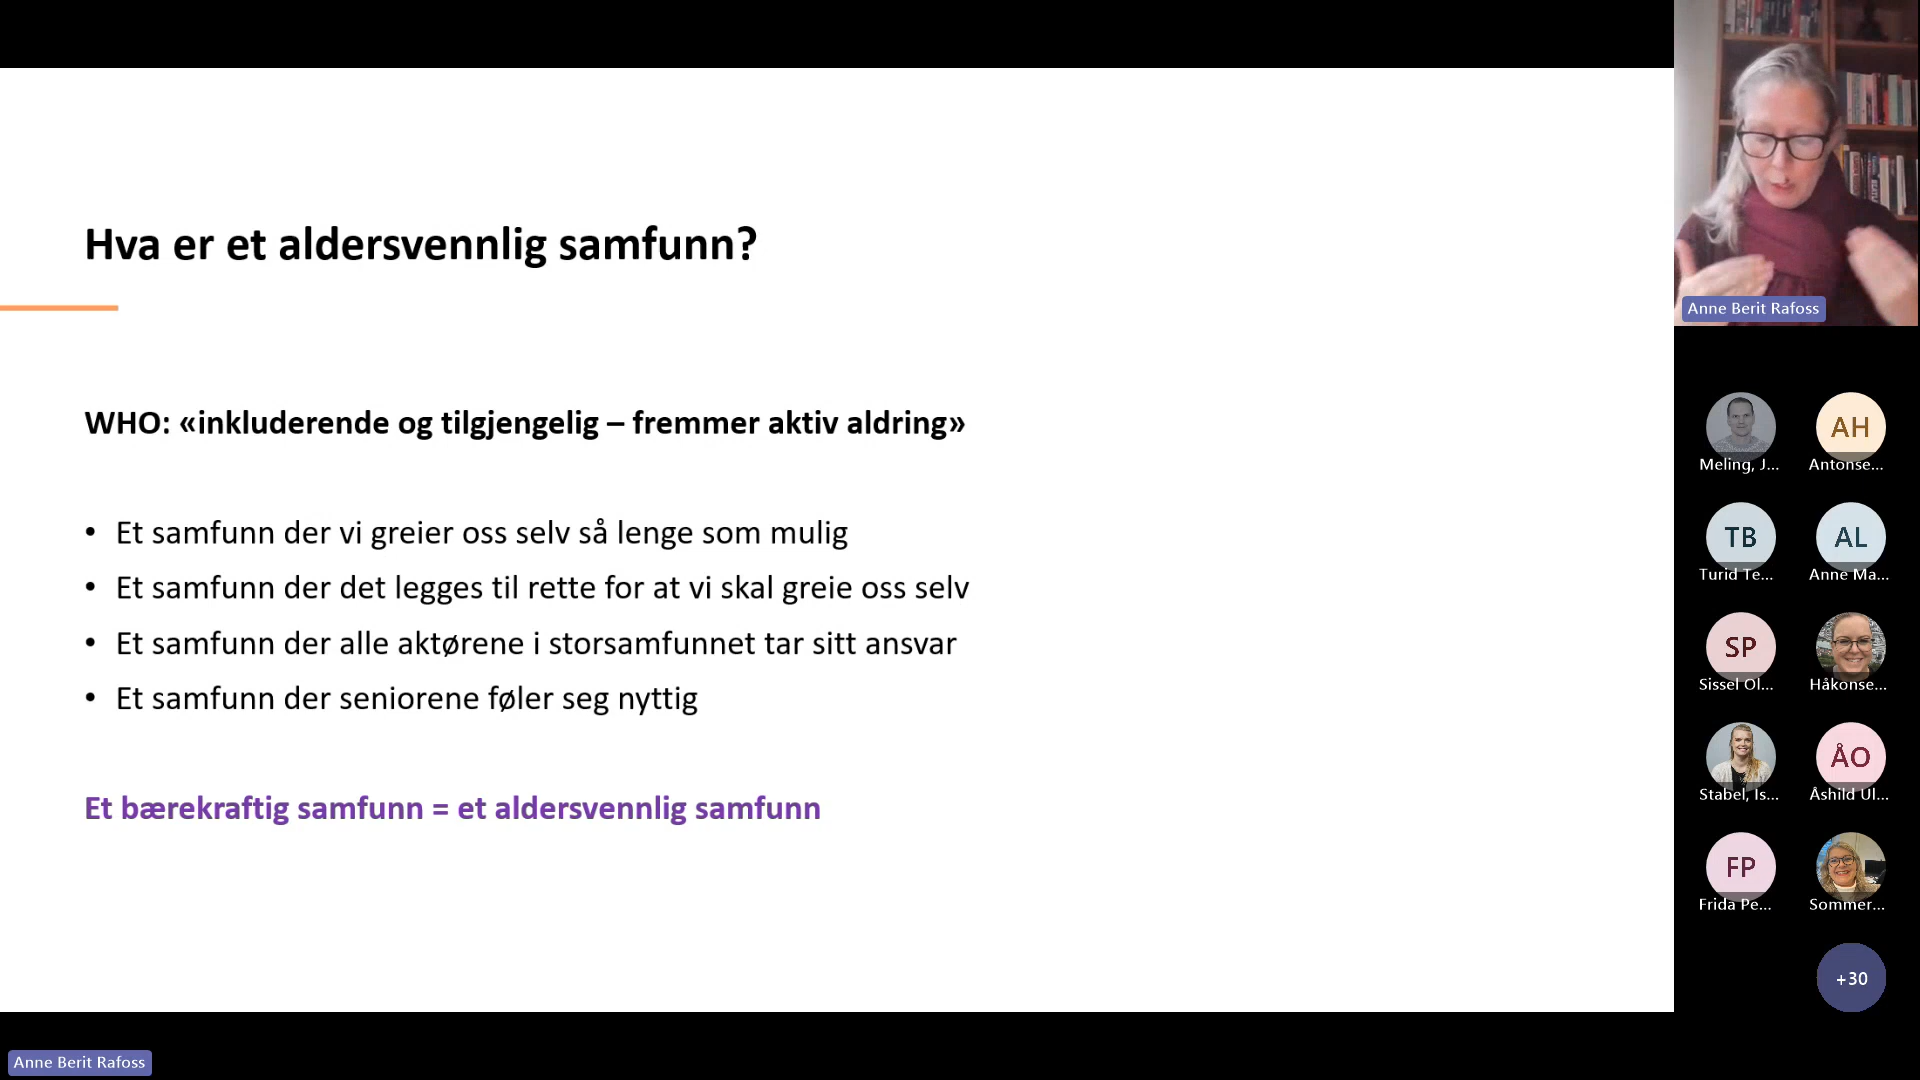 Hva er et aldersvennlig samfunn?
WHO: «inkluderende og tilgjengelig – fremmer aktiv aldring»
• Et samfunn der vi greier oss selv så lenge som mulig
• Et samfunn der det legges til rette for at vi skal greie oss selv
• Et samfunn der alle aktørene i storsamfunnet tar sitt ansvar
• Et samfunn der seniorene føler seg nyttig
Et bærekraftig samfunn = et aldersvennlig samfunn
Anne Berit Rafoss
Meling, J...
AH
Antonse...
TB
Turid Te...
AL
Anne Ma...
SP
Sissel Ol...
Håkonse...
Stabel, Is...
ÅO
Åshild Ul...
FP
Frida Pe...
Sommer...
+30
Anne Berit Rafoss